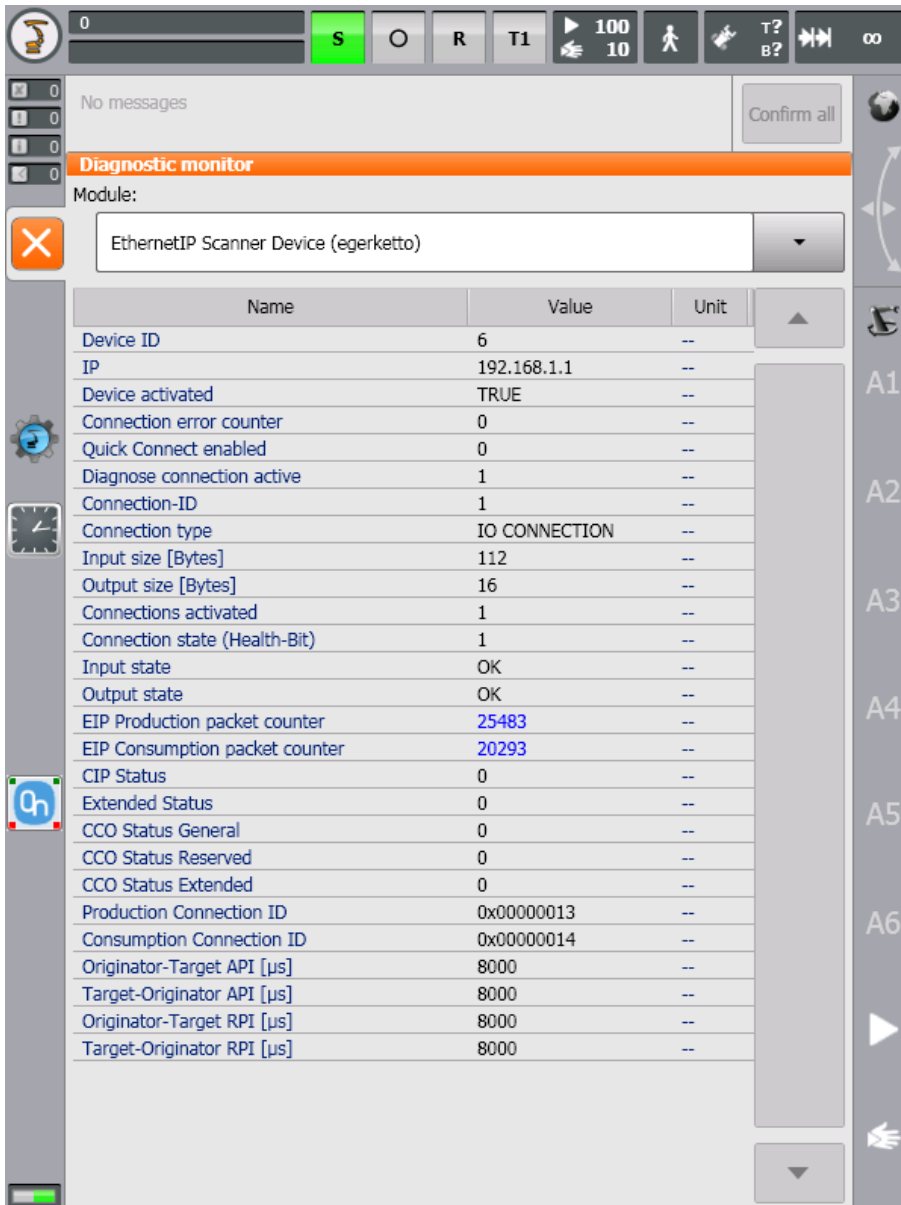 0
S O R T1 100 10 T? B? ∞
0
0
0
0
No messages
Confirm all
Diagnostic monitor
Module:
EthernetIP Scanner Device (egerketto)
Name Value Unit
Device ID 6 --
IP 192.168.1.1 --
Device activated TRUE --
Connection error counter 0 --
Quick Connect enabled 0 --
Diagnose connection active 1 --
Connection-ID 1 --
Connection type IO CONNECTION --
Input size [Bytes] 112 --
Output size [Bytes] 16 --
Connections activated 1 --
Connection state (Health-Bit) 1 --
Input state OK --
Output state OK --
EIP Production packet counter 25483 --
EIP Consumption packet counter 20293 --
CIP Status 0 --
Extended Status 0 --
CCO Status General 0 --
CCO Status Reserved 0 --
CCO Status Extended 0 --
Production Connection ID 0x00000013 --
Consumption Connection ID 0x00000014 --
Originator-Target API [µs] 8000 --
Target-Originator API [µs] 8000 --
Originator-Target RPI [µs] 8000 --
Target-Originator RPI [µs] 8000 --
A1
A2
A3
A4
A5
A6